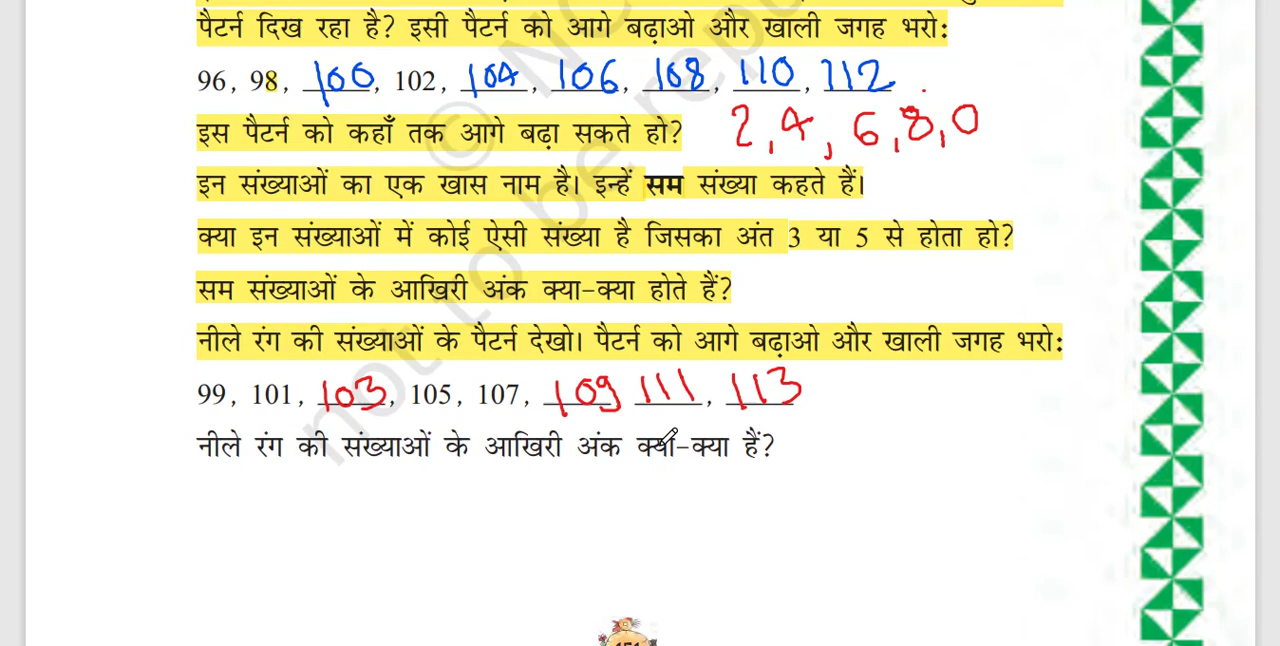 पैटर्न दिख रहा है? इसी पैटर्न को आगे बढ़ाओ और खाली जगह भरो:
96, 98, 100, 102, 104, 106, 108, 110, 112
इस पैटर्न को कहाँ तक आगे बढ़ा सकते हो? 2, 4, 6, 8, 0
इन संख्याओं का एक खास नाम है। इन्हें सम संख्या कहते हैं।
क्या इन संख्याओं में कोई ऐसी संख्या है जिसका अंत 3 या 5 से होता हो?
सम संख्याओं के आखिरी अंक क्या-क्या होते हैं?
नीले रंग की संख्याओं के पैटर्न देखो। पैटर्न को आगे बढ़ाओ और खाली जगह भरो:
99, 101, 103, 105, 107, 109 111, 113
नीले रंग की संख्याओं के आखिरी अंक क्या-क्या हैं?
not to be